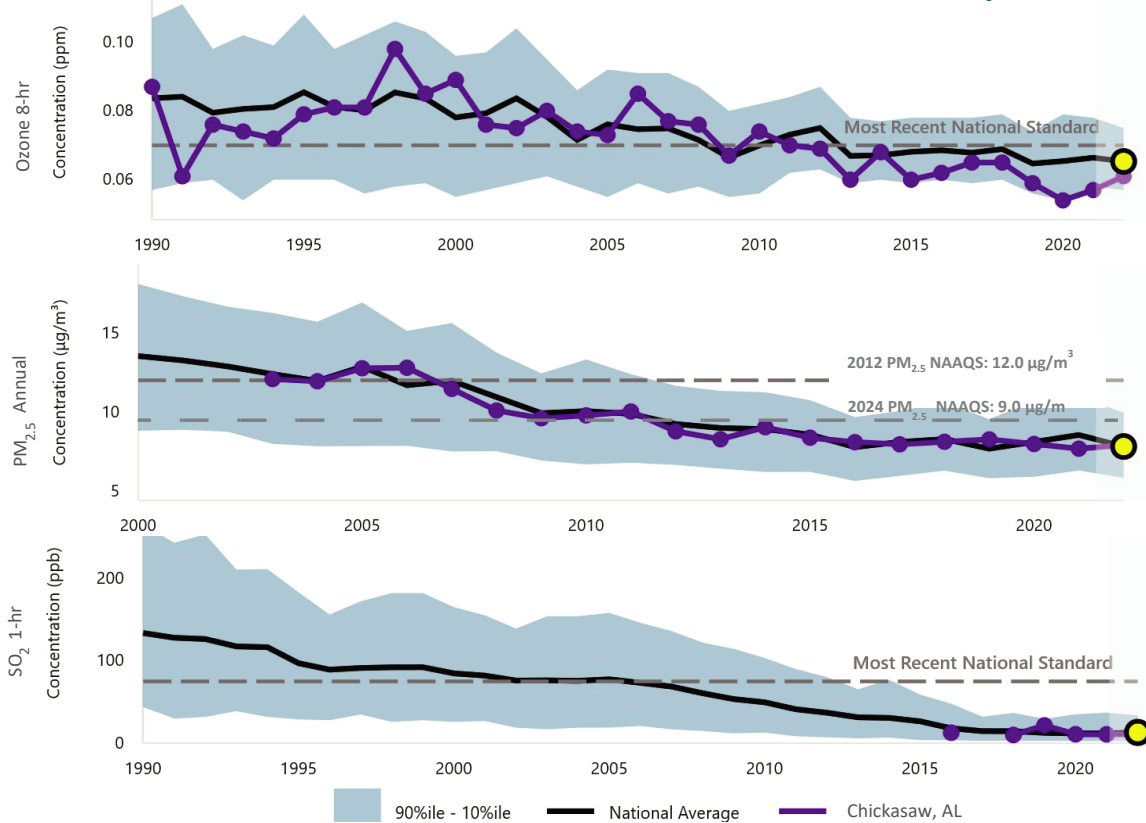 Ozone 8-hr
Concentration (ppm)
0.10
0.08
0.06
Most Recent National Standard
1990 1995 2000 2005 2010 2015 2020
PM2.5 Annual
Concentration (µg/m³)
15
10
5
2012 PM2.5 NAAQS: 12.0 µg/m³
2024 PM2.5 NAAQS: 9.0 µg/m
2000 2005 2010 2015 2020
SO2 1-hr
Concentration (ppb)
200
100
0
Most Recent National Standard
1990 1995 2000 2005 2010 2015 2020
90%ile - 10%ile National Average Chickasaw, AL